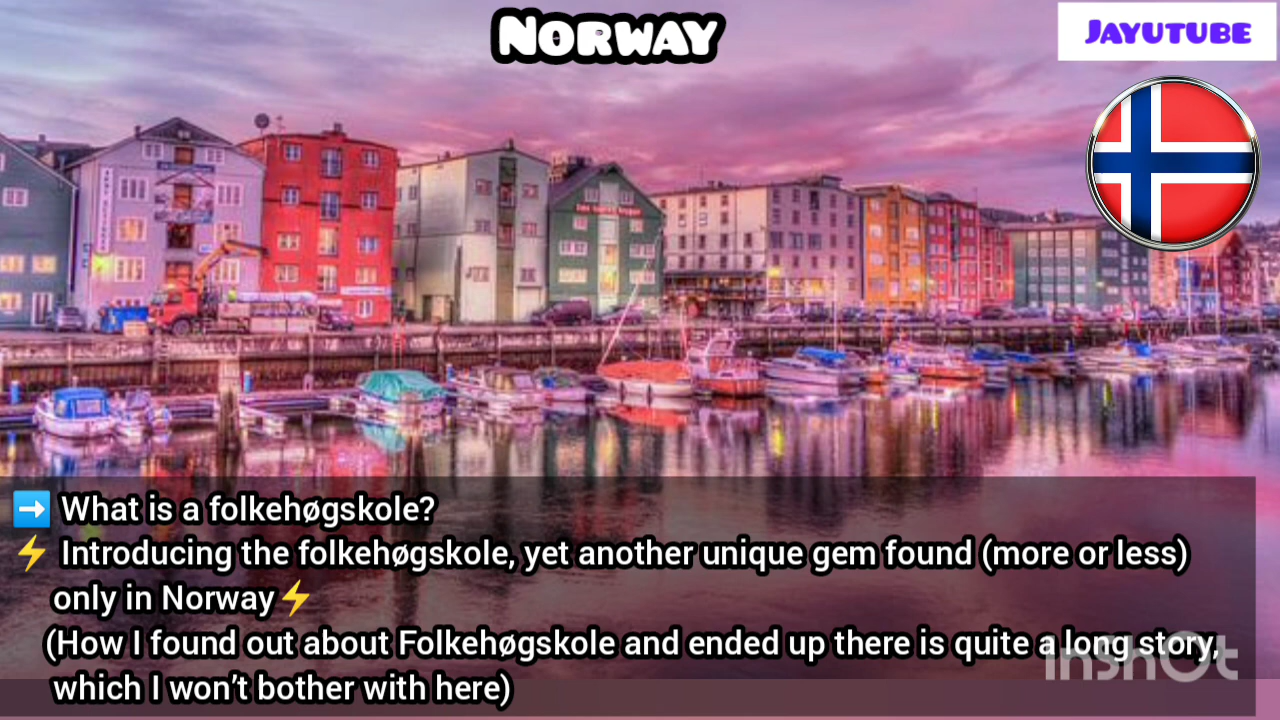 NORWAY
JAYUTUBE
➡️ What is a folkehøgskole?
⚡ Introducing the folkehøgskole, yet another unique gem found (more or less)
only in Norway⚡
(How I found out about Folkehøgskole and ended up there is quite a long story,
which I won't bother with here)
InShOt